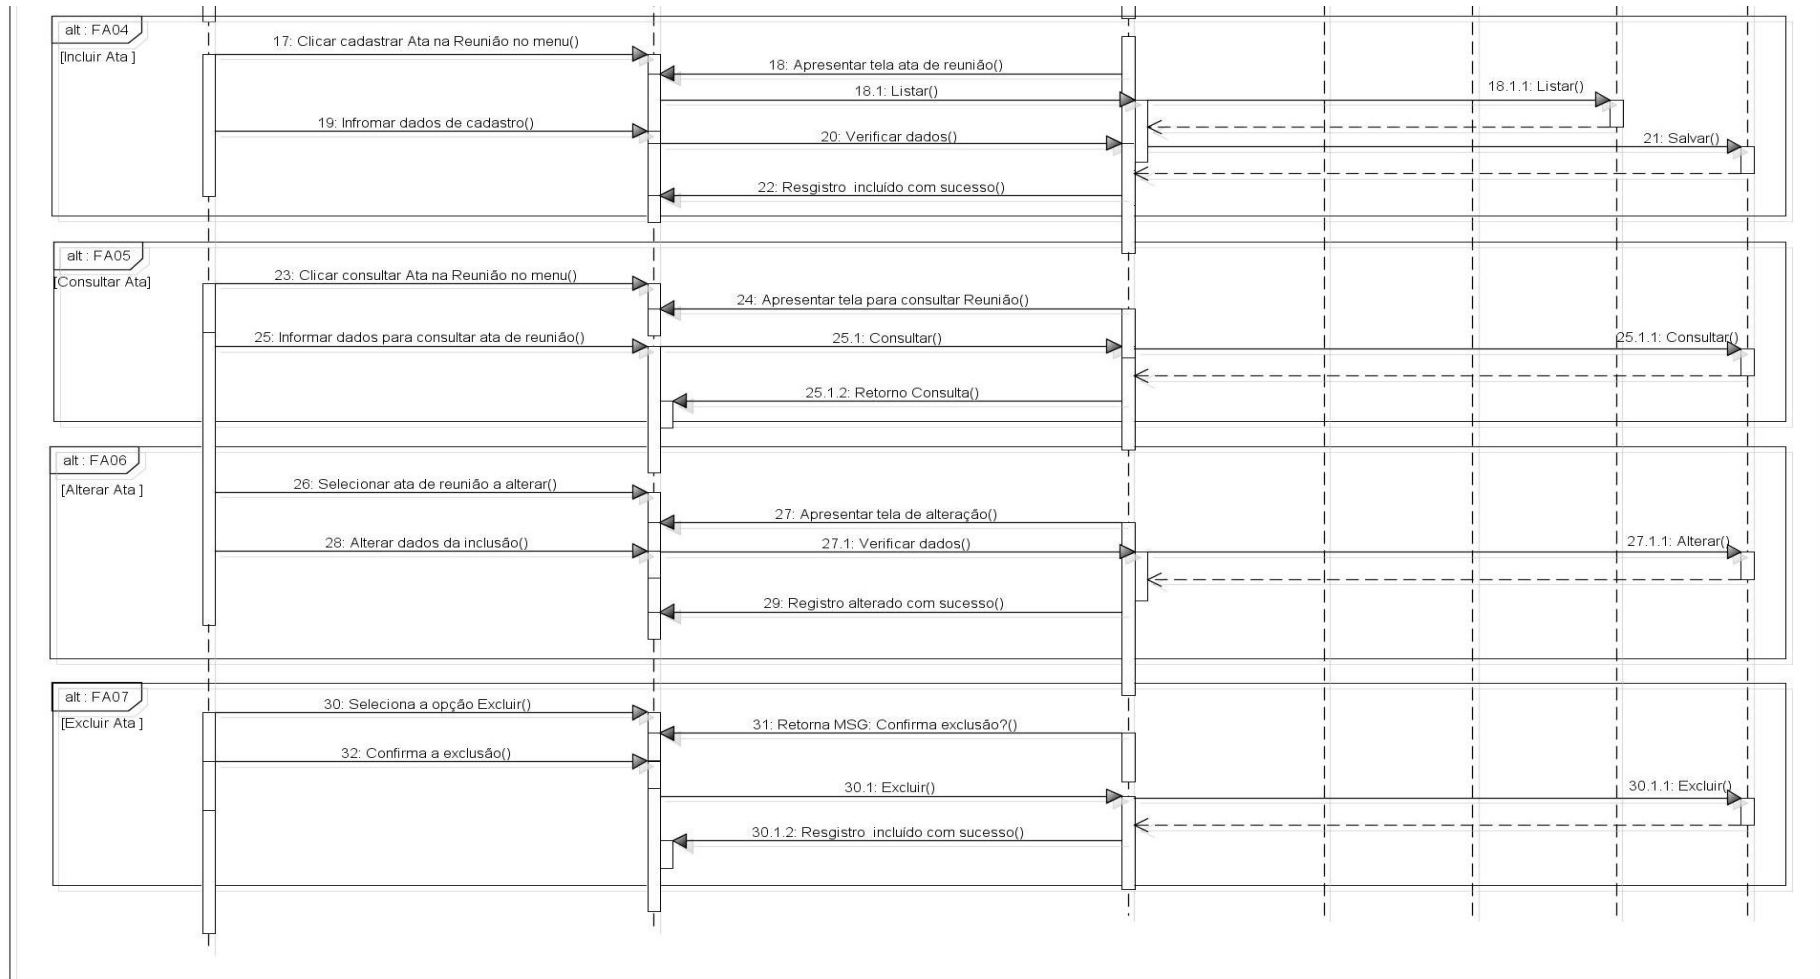 alt : FA04
[Incluir Ata ]
17: Clicar cadastrar Ata na Reunião no menu()
18: Apresentar tela ata de reunião()
18.1: Listar()
18.1.1: Listar()
19: Infromar dados de cadastro()
20: Verificar dados()
21: Salvar()
22: Resgistro incluído com sucesso()
alt : FA05
[Consultar Ata]
23: Clicar consultar Ata na Reunião no menu()
24: Apresentar tela para consultar Reunião()
25: Informar dados para consultar ata de reunião()
25.1: Consultar()
25.1.1: Consultar()
25.1.2: Retorno Consulta()
alt : FA06
[Alterar Ata ]
26: Selecionar ata de reunião a alterar()
27: Apresentar tela de alteração()
28: Alterar dados da inclusão()
27.1: Verificar dados()
27.1.1: Alterar()
29: Registro alterado com sucesso()
alt : FA07
[Excluir Ata ]
30: Seleciona a opção Excluir()
31: Retorna MSG: Confirma exclusão?()
32: Confirma a exclusão()
30.1: Excluir()
30.1.1: Excluir()
30.1.2: Resgistro incluído com sucesso()